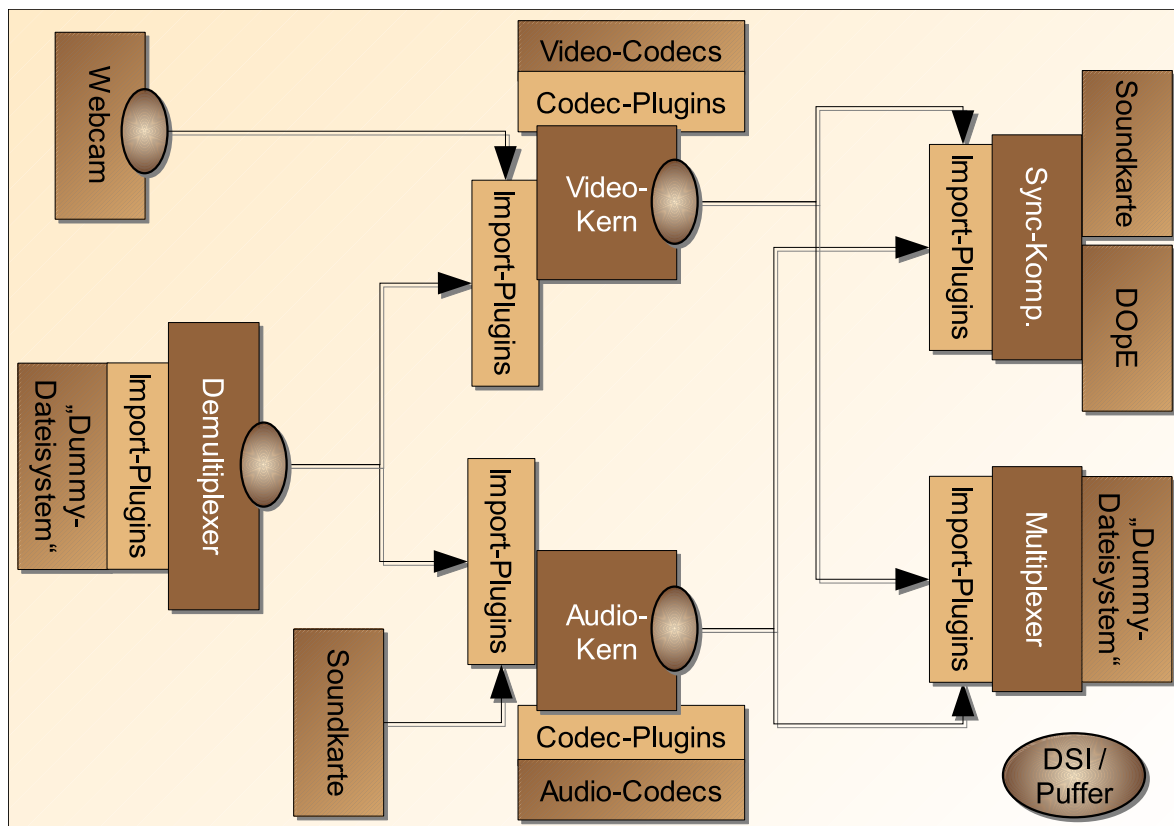 Webcam
Video-Codecs
Codec-Plugins
Video-
Kern
Import-Plugins
Import-Plugins
Sync-Komp.
Soundkarte
DOpE
„Dummy-
Dateisystem“
Import-Plugins
Demultiplexer
Import-Plugins
Audio-
Kern
Codec-Plugins
Audio-Codecs
Soundkarte
Import-Plugins
Multiplexer
„Dummy-
Dateisystem“
DSI /
Puffer